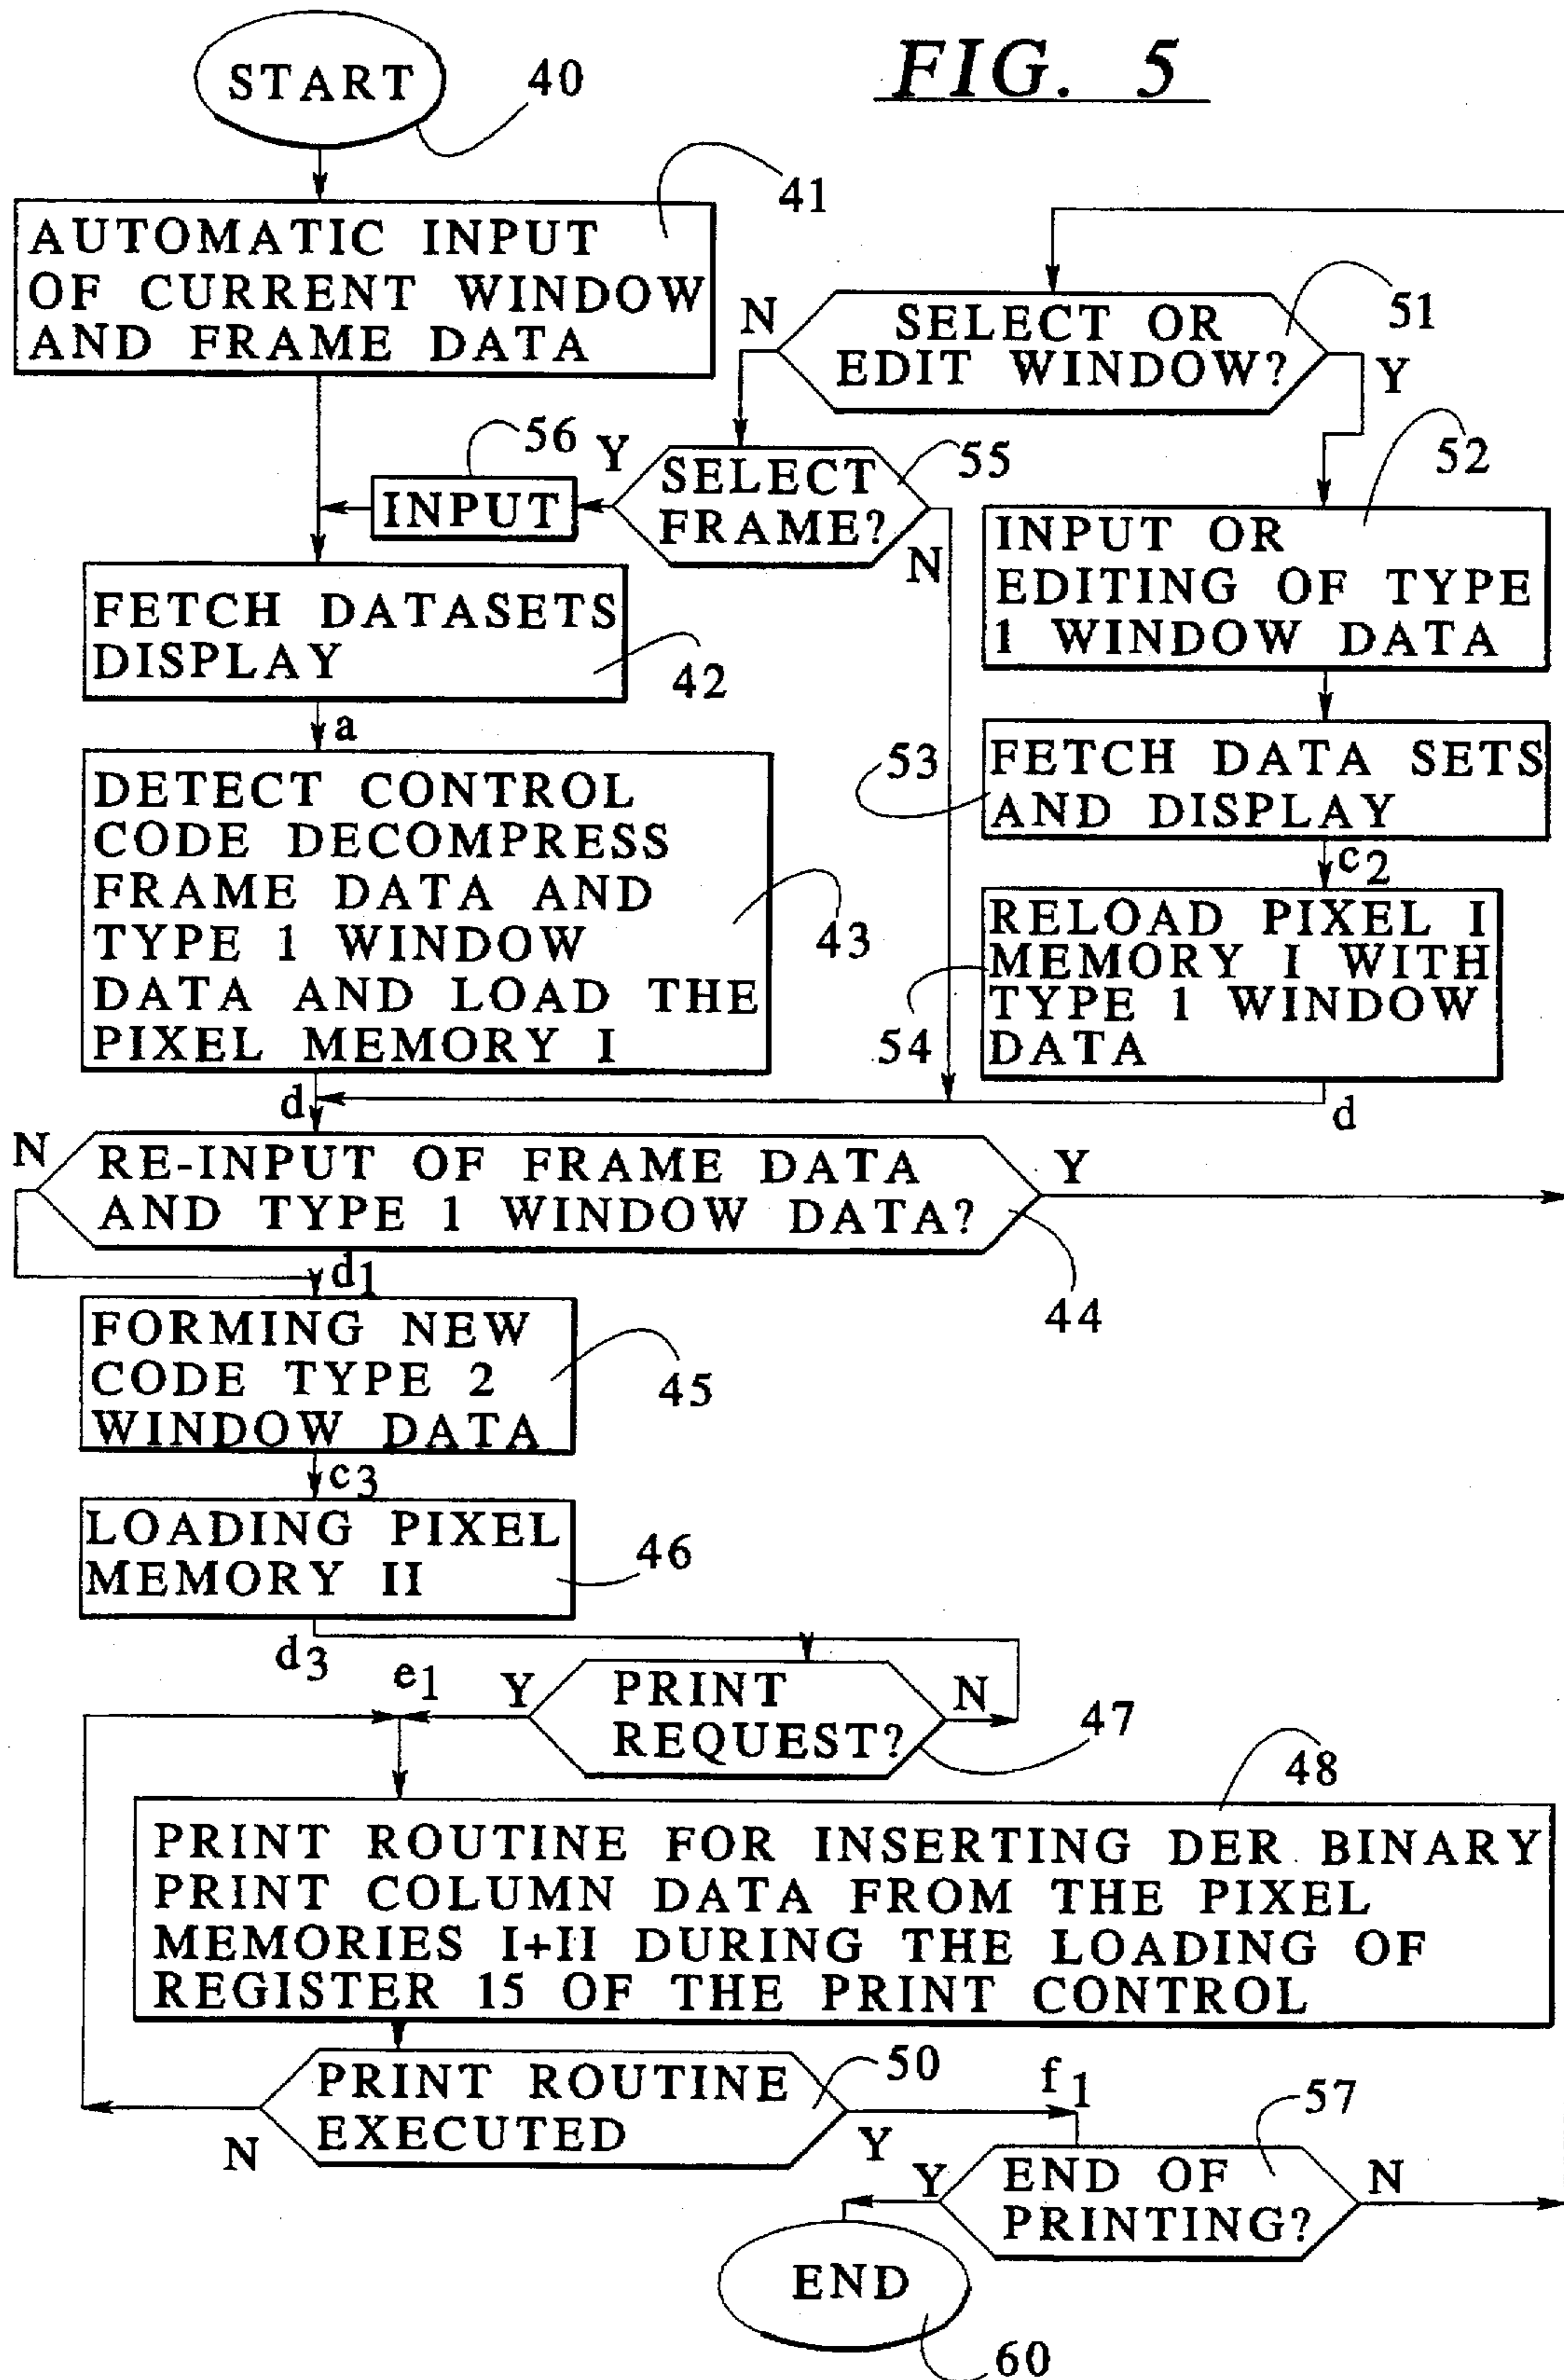 FIG. 5
START
40
41
AUTOMATIC INPUT
OF CURRENT WINDOW
AND FRAME DATA
N
SELECT OR
EDIT WINDOW?
51
Y
56
INPUT
Y
SELECT
FRAME?
55
N
52
INPUT OR
EDITING OF TYPE
1 WINDOW DATA
FETCH DATASETS
DISPLAY
42
a
53
FETCH DATA SETS
AND DISPLAY
c2
DETECT CONTROL
CODE DECOMPRESS
FRAME DATA AND
TYPE 1 WINDOW
DATA AND LOAD THE
PIXEL MEMORY I
43
54
RELOAD PIXEL I
MEMORY I WITH
TYPE 1 WINDOW
DATA
d
d
N
RE-INPUT OF FRAME DATA
AND TYPE 1 WINDOW DATA?
Y
44
d1
FORMING NEW
CODE TYPE 2
WINDOW DATA
45
c3
LOADING PIXEL
MEMORY II
46
d3
e1
Y
PRINT
REQUEST?
N
47
48
PRINT ROUTINE FOR INSERTING DER BINARY
PRINT COLUMN DATA FROM THE PIXEL
MEMORIES I+II DURING THE LOADING OF
REGISTER 15 OF THE PRINT CONTROL
PRINT ROUTINE
EXECUTED
50
N
Y
f1
57
Y
END OF
PRINTING?
N
END
60